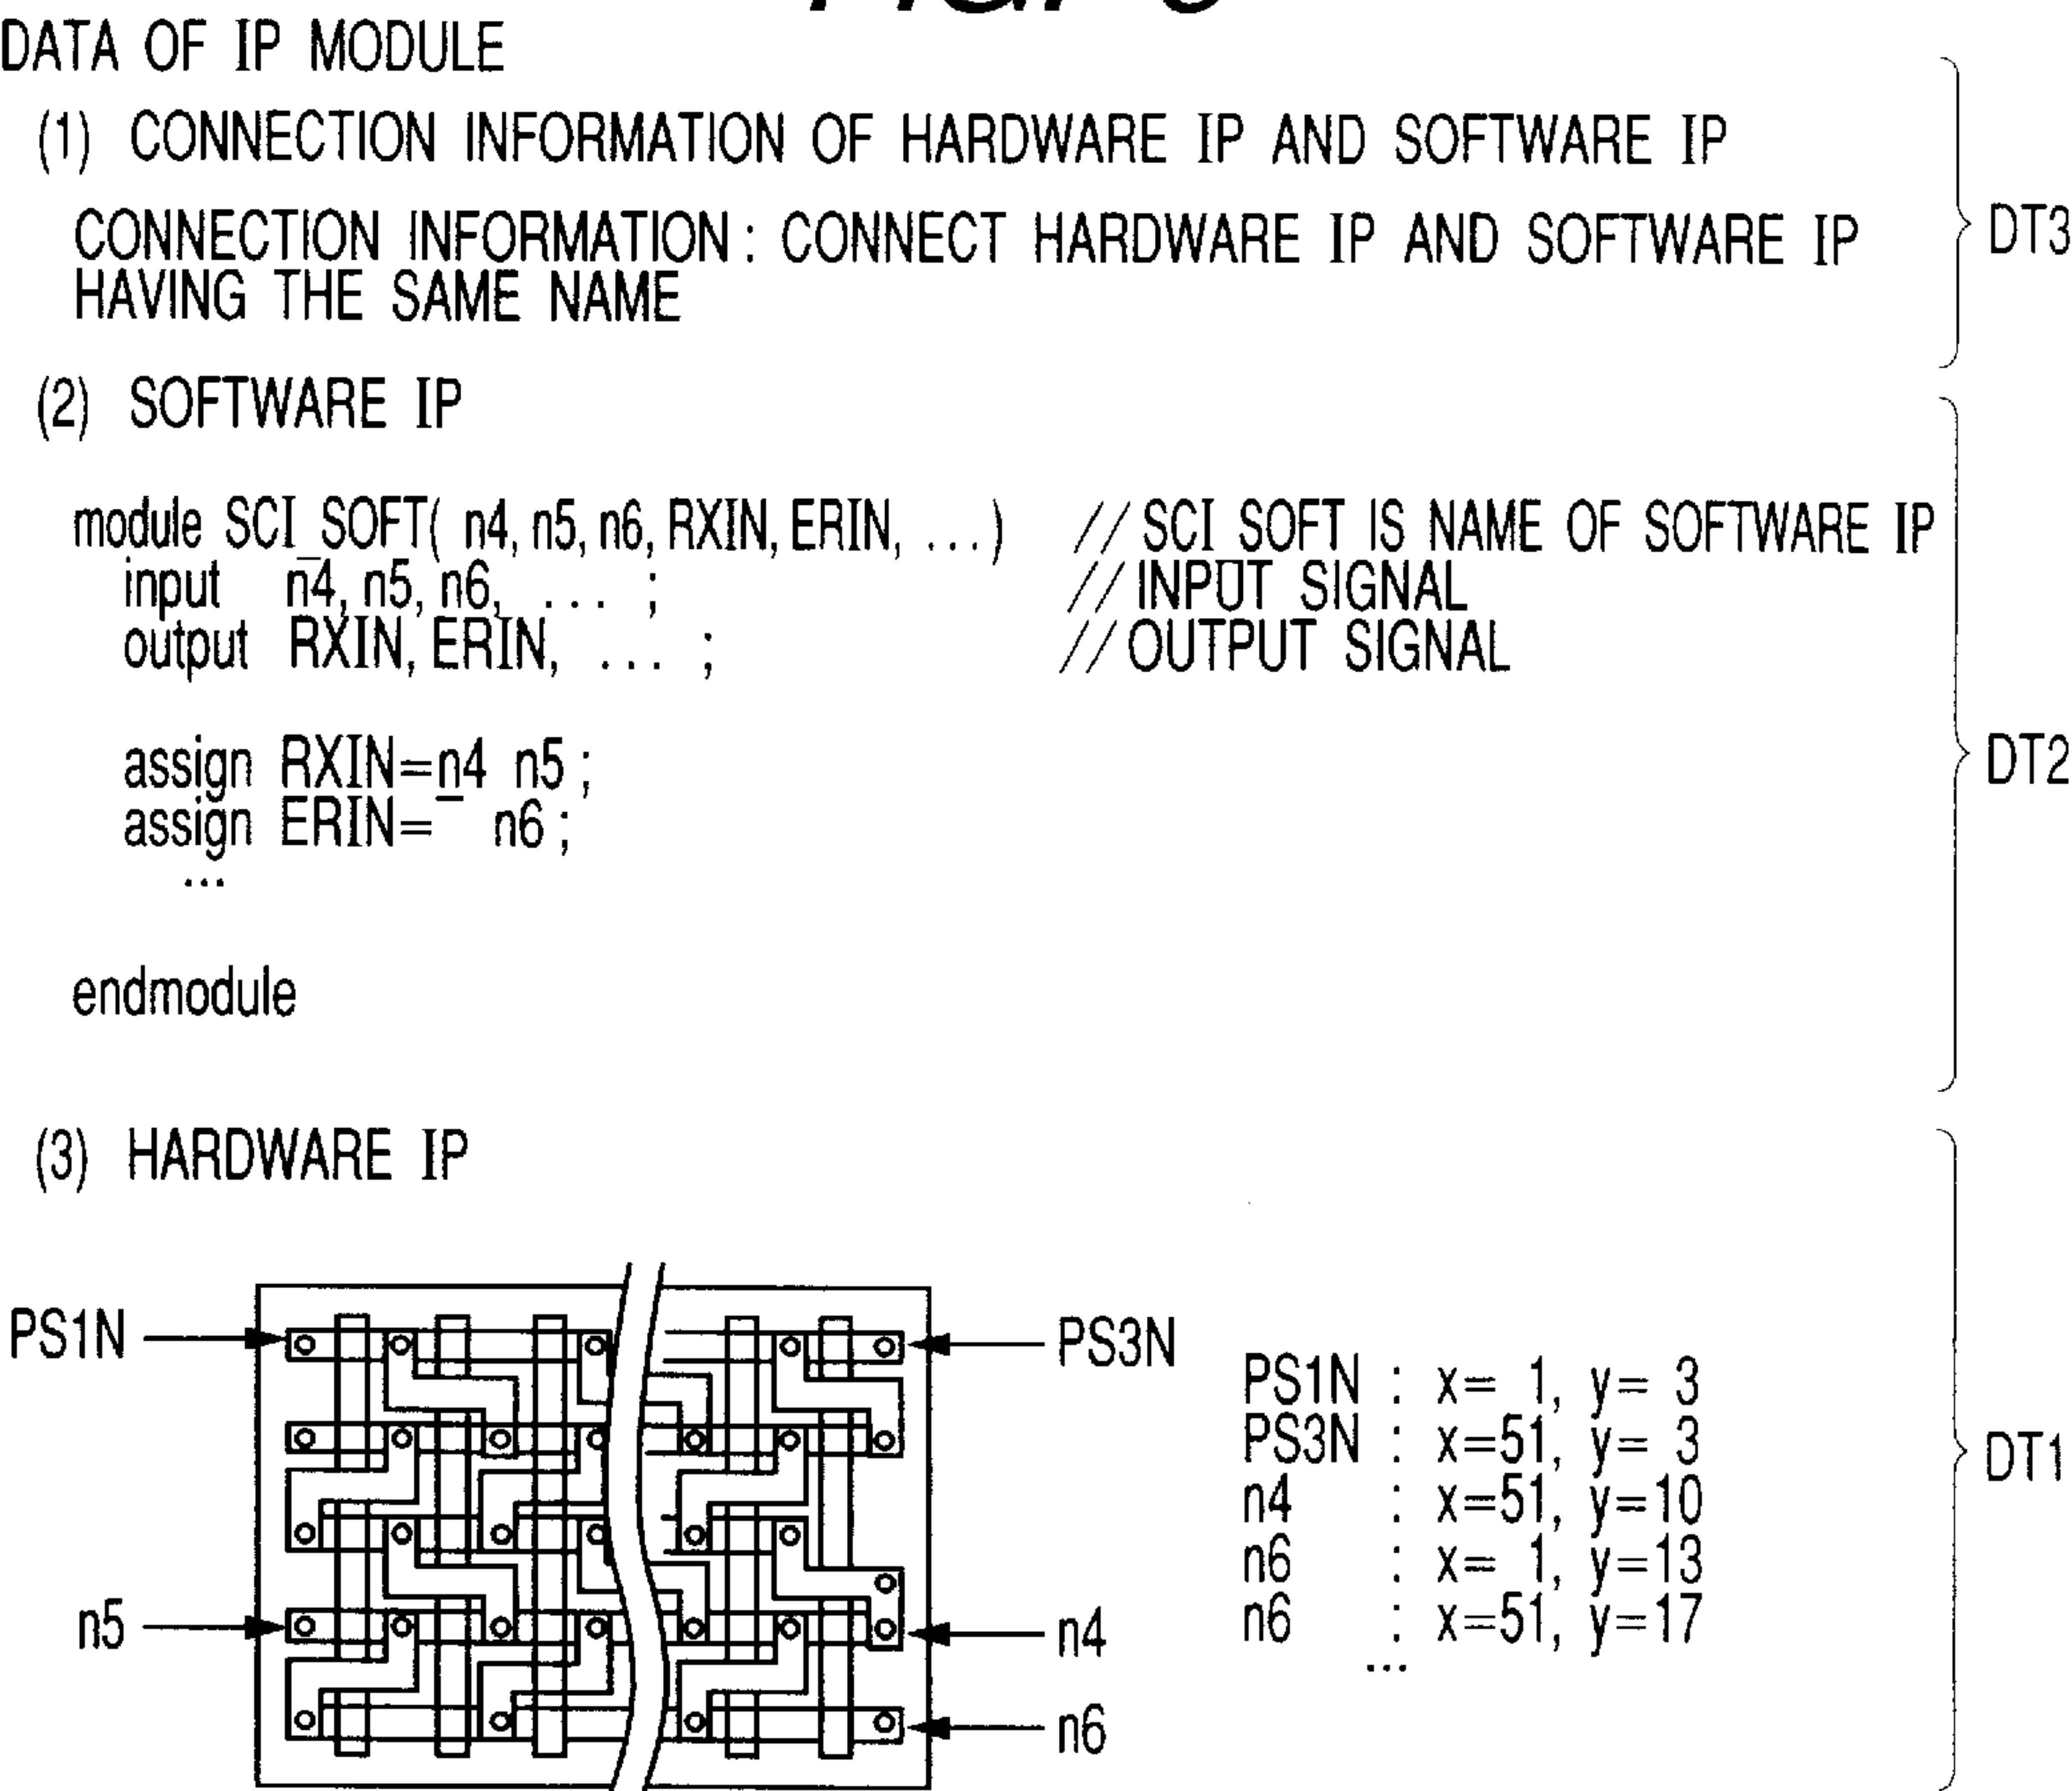 DATA OF IP MODULE
(1) CONNECTION INFORMATION OF HARDWARE IP AND SOFTWARE IP
CONNECTION INFORMATION : CONNECT HARDWARE IP AND SOFTWARE IP
HAVING THE SAME NAME
DT3
(2) SOFTWARE IP
module SCI_SOFT( n4, n5, n6, RXIN, ERIN, ...) // SCI SOFT IS NAME OF SOFTWARE IP
input n4, n5, n6, ... ; // INPUT SIGNAL
output RXIN, ERIN, ... ; // OUTPUT SIGNAL
assign RXIN=n4 n5 ;
assign ERIN=‾ n6 ;
...
endmodule
DT2
(3) HARDWARE IP
PS1N
PS3N
n5
n4
n6
PS1N : x= 1, y= 3
PS3N : x=51, y= 3
n4 : x=51, y=10
n6 : x= 1, y=13
n6 : x=51, y=17
...
DT1